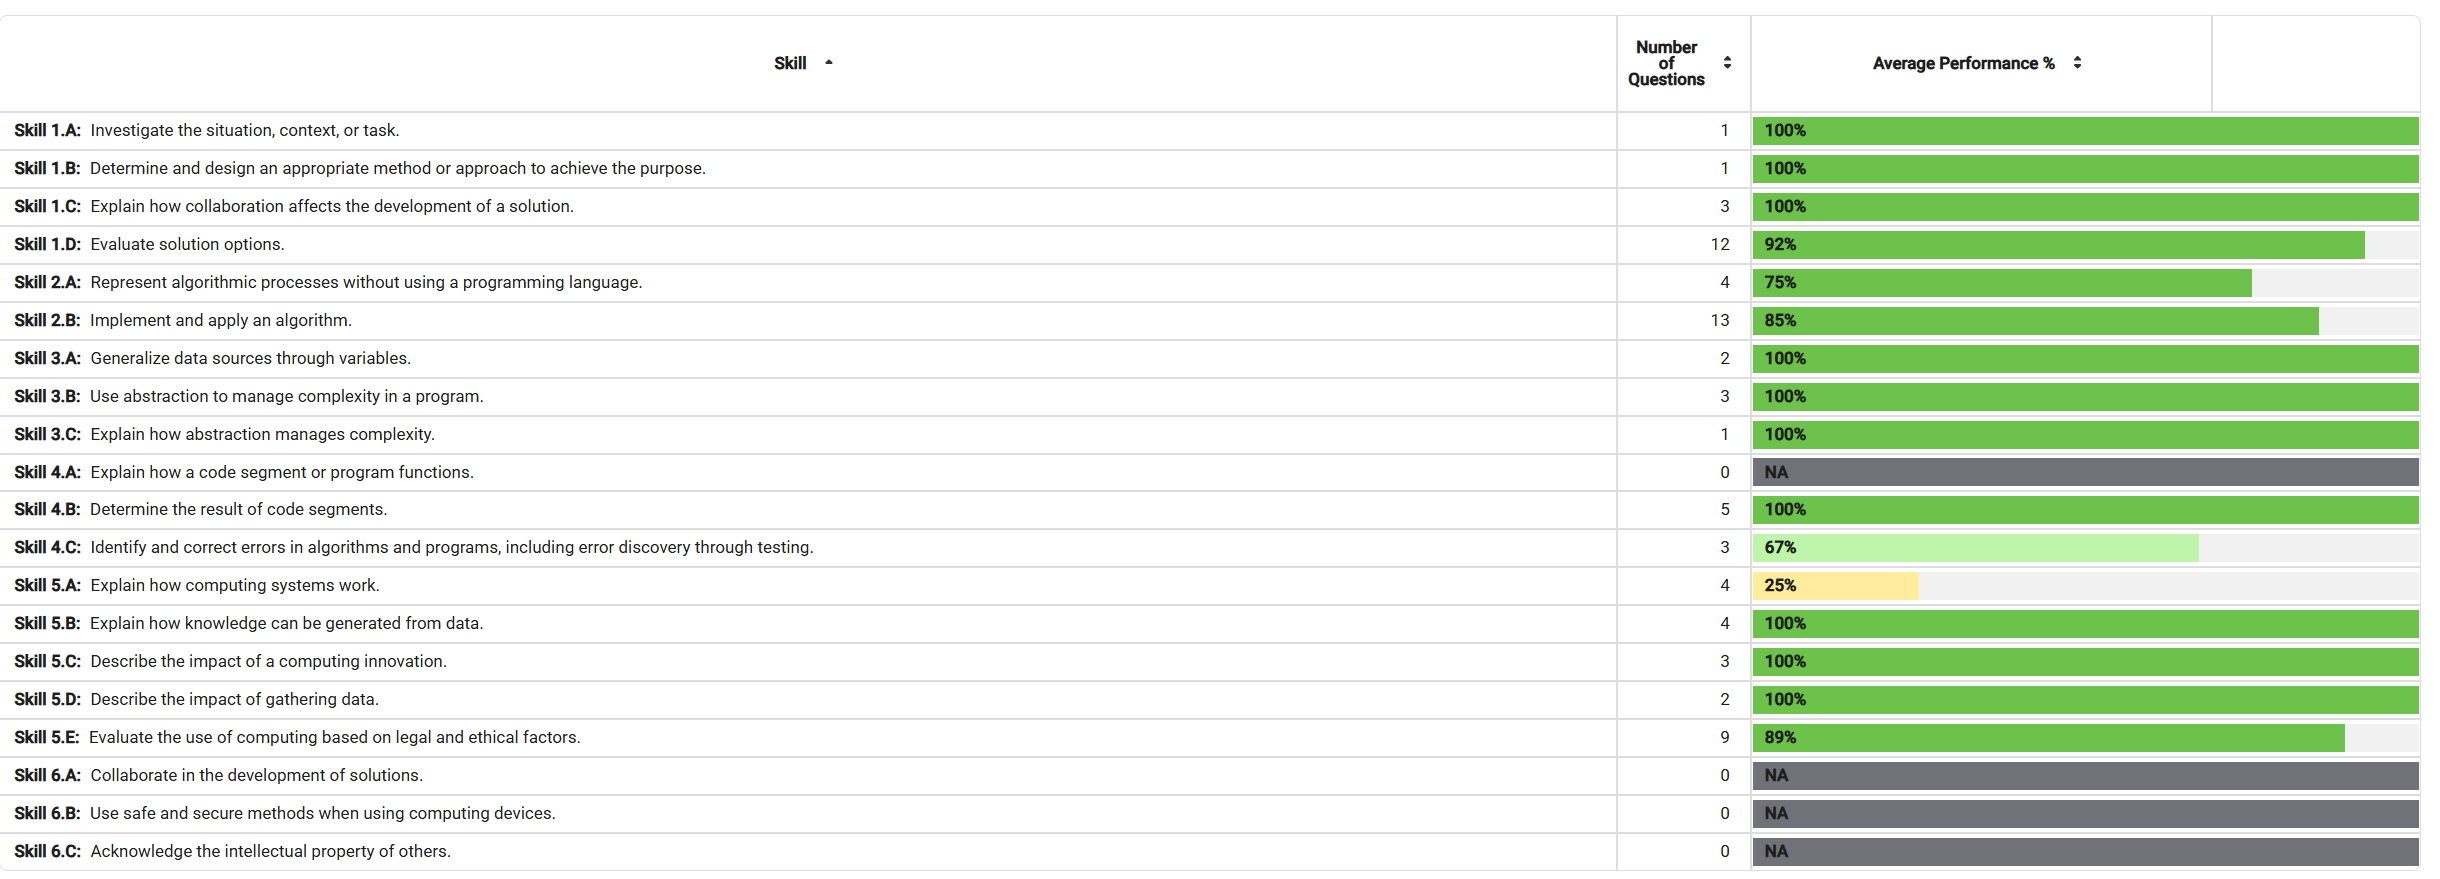 Skill
Number of Questions
Average Performance %
Skill 1.A: Investigate the situation, context, or task. 1 100%
Skill 1.B: Determine and design an appropriate method or approach to achieve the purpose. 1 100%
Skill 1.C: Explain how collaboration affects the development of a solution. 3 100%
Skill 1.D: Evaluate solution options. 12 92%
Skill 2.A: Represent algorithmic processes without using a programming language. 4 75%
Skill 2.B: Implement and apply an algorithm. 13 85%
Skill 3.A: Generalize data sources through variables. 2 100%
Skill 3.B: Use abstraction to manage complexity in a program. 3 100%
Skill 3.C: Explain how abstraction manages complexity. 1 100%
Skill 4.A: Explain how a code segment or program functions. 0 NA
Skill 4.B: Determine the result of code segments. 5 100%
Skill 4.C: Identify and correct errors in algorithms and programs, including error discovery through testing. 3 67%
Skill 5.A: Explain how computing systems work. 4 25%
Skill 5.B: Explain how knowledge can be generated from data. 4 100%
Skill 5.C: Describe the impact of a computing innovation. 3 100%
Skill 5.D: Describe the impact of gathering data. 2 100%
Skill 5.E: Evaluate the use of computing based on legal and ethical factors. 9 89%
Skill 6.A: Collaborate in the development of solutions. 0 NA
Skill 6.B: Use safe and secure methods when using computing devices. 0 NA
Skill 6.C: Acknowledge the intellectual property of others. 0 NA